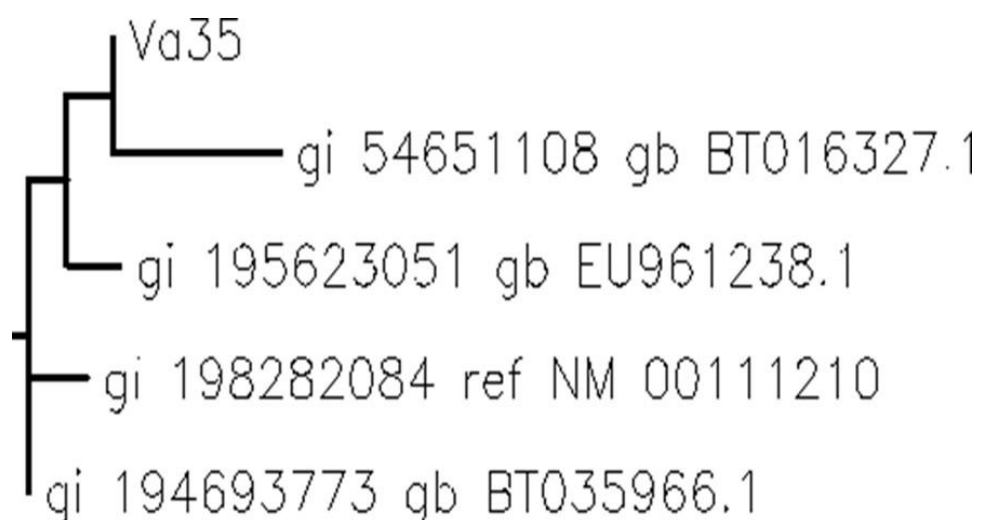 Va35
gi 54651108 gb BT016327.1
gi 195623051 gb EU961238.1
gi 198282084 ref NM 00111210
gi 194693773 gb BT035966.1